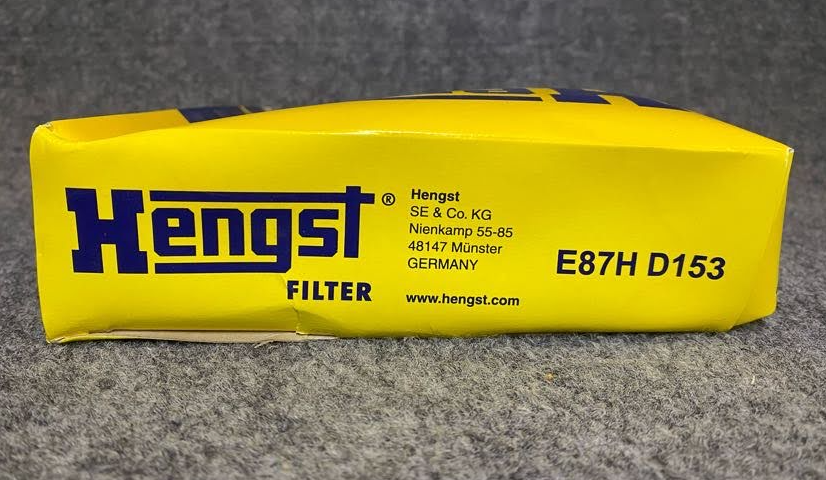 Hengst®
FILTER
Hengst
SE & Co. KG
Nienkamp 55-85
48147 Münster
GERMANY
www.hengst.com
E87H D153